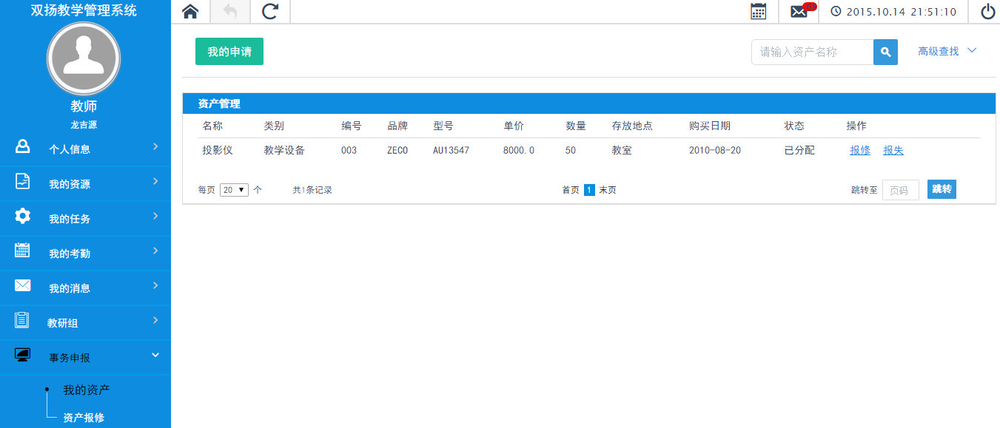 双扬教学管理系统
教师
龙吉源
个人信息
我的资源
我的任务
我的考勤
我的消息
教研组
事务申报
我的资产
资产报修
2015.10.14 21:51:10
我的申请
请输入资产名称
高级查找
资产管理
名称 类别 编号 品牌 型号 单价 数量 存放地点 购买日期 状态 操作
投影仪 教学设备 003 ZECO AU13547 8000.0 50 教室 2010-08-20 已分配 报修 报失
每页 20 个 共1条记录 首页 1 末页 跳转至 页码 跳转